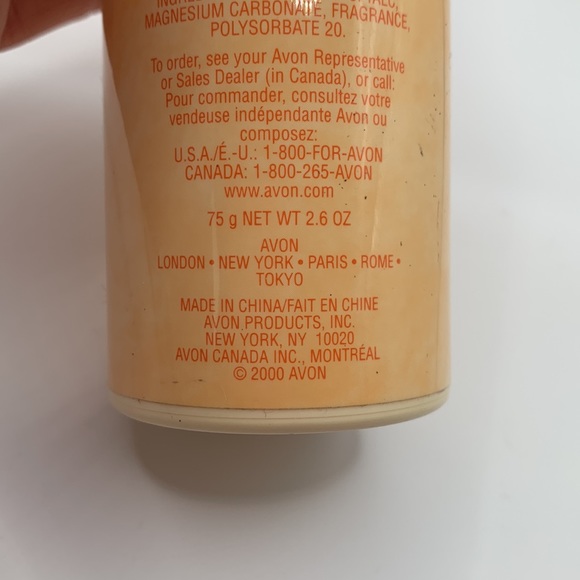 MAGNESIUM CARBONATE, FRAGRANCE,
POLYSORBATE 20.
To order, see your Avon Representative
or Sales Dealer (in Canada), or call:
Pour commander, consultez votre
vendeuse indépendante Avon ou
composez:
U.S.A./É.-U.: 1-800-FOR-AVON
CANADA: 1-800-265-AVON
www.avon.com
75 g NET WT 2.6 OZ
AVON
LONDON • NEW YORK • PARIS • ROME •
TOKYO
MADE IN CHINA/FAIT EN CHINE
AVON PRODUCTS, INC.
NEW YORK, NY 10020
AVON CANADA INC., MONTRÉAL
© 2000 AVON